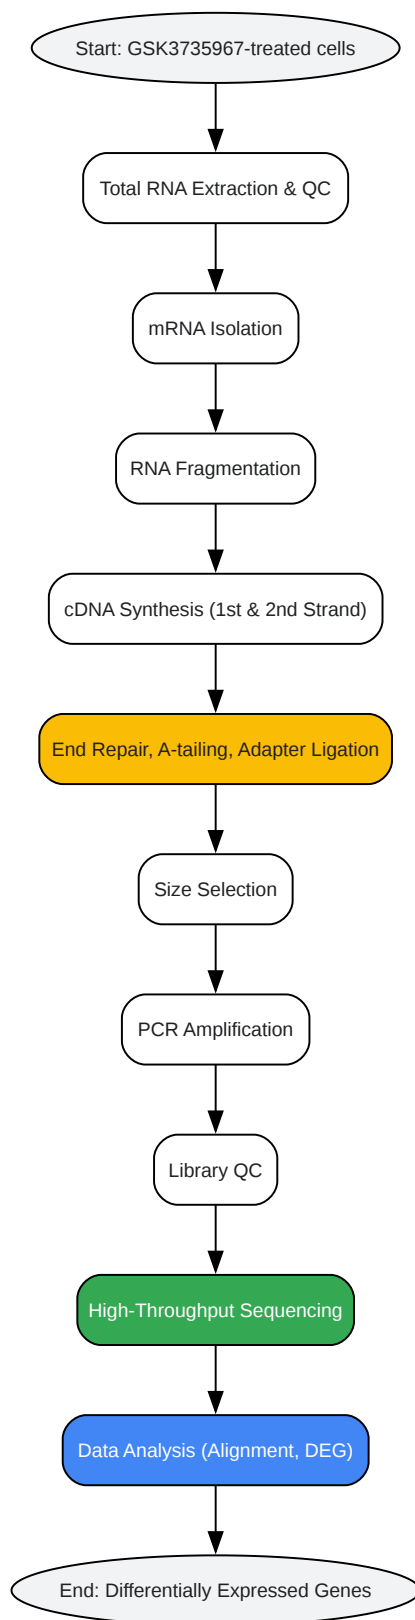 Start: GSK3735967-treated cells
Total RNA Extraction & QC
mRNA Isolation
RNA Fragmentation
cDNA Synthesis (1st & 2nd Strand)
End Repair, A-tailing, Adapter Ligation
Size Selection
PCR Amplification
Library QC
High-Throughput Sequencing
Data Analysis (Alignment, DEG)
End: Differentially Expressed Genes